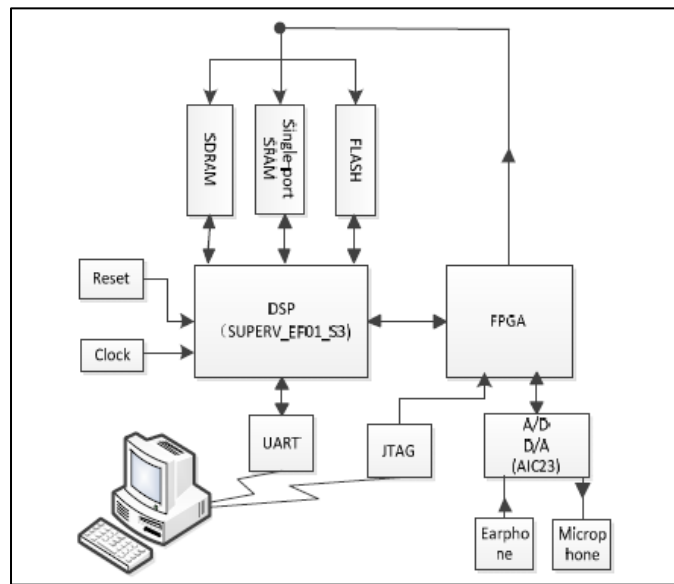 SDRAM
Single-port
SRAM
FLASH
Reset
Clock
DSP
(SUPERV_EF01_S3)
FPGA
UART
JTAG
A/D
D/A
(AIC23)
Earpho
ne
Microp
hone